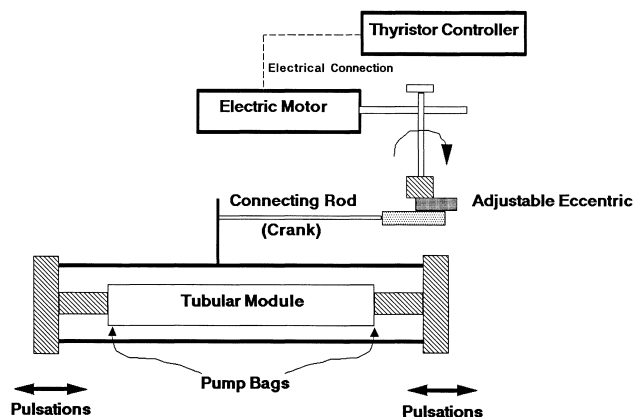 Thyristor Controller
Electrical Connection
Electric Motor
Connecting Rod
(Crank)
Adjustable Eccentric
Tubular Module
Pump Bags
Pulsations
Pulsations